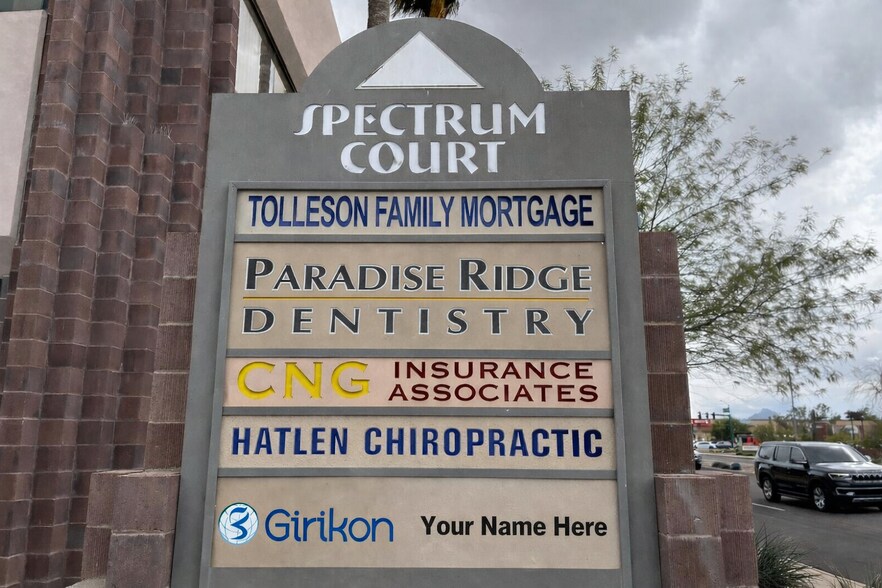 SPECTRUM
COURT
TOLLESON FAMILY MORTGAGE
PARADISE RIDGE
DENTISTRY
CNG INSURANCE
ASSOCIATES
HATLEN CHIROPRACTIC
Girikon Your Name Here